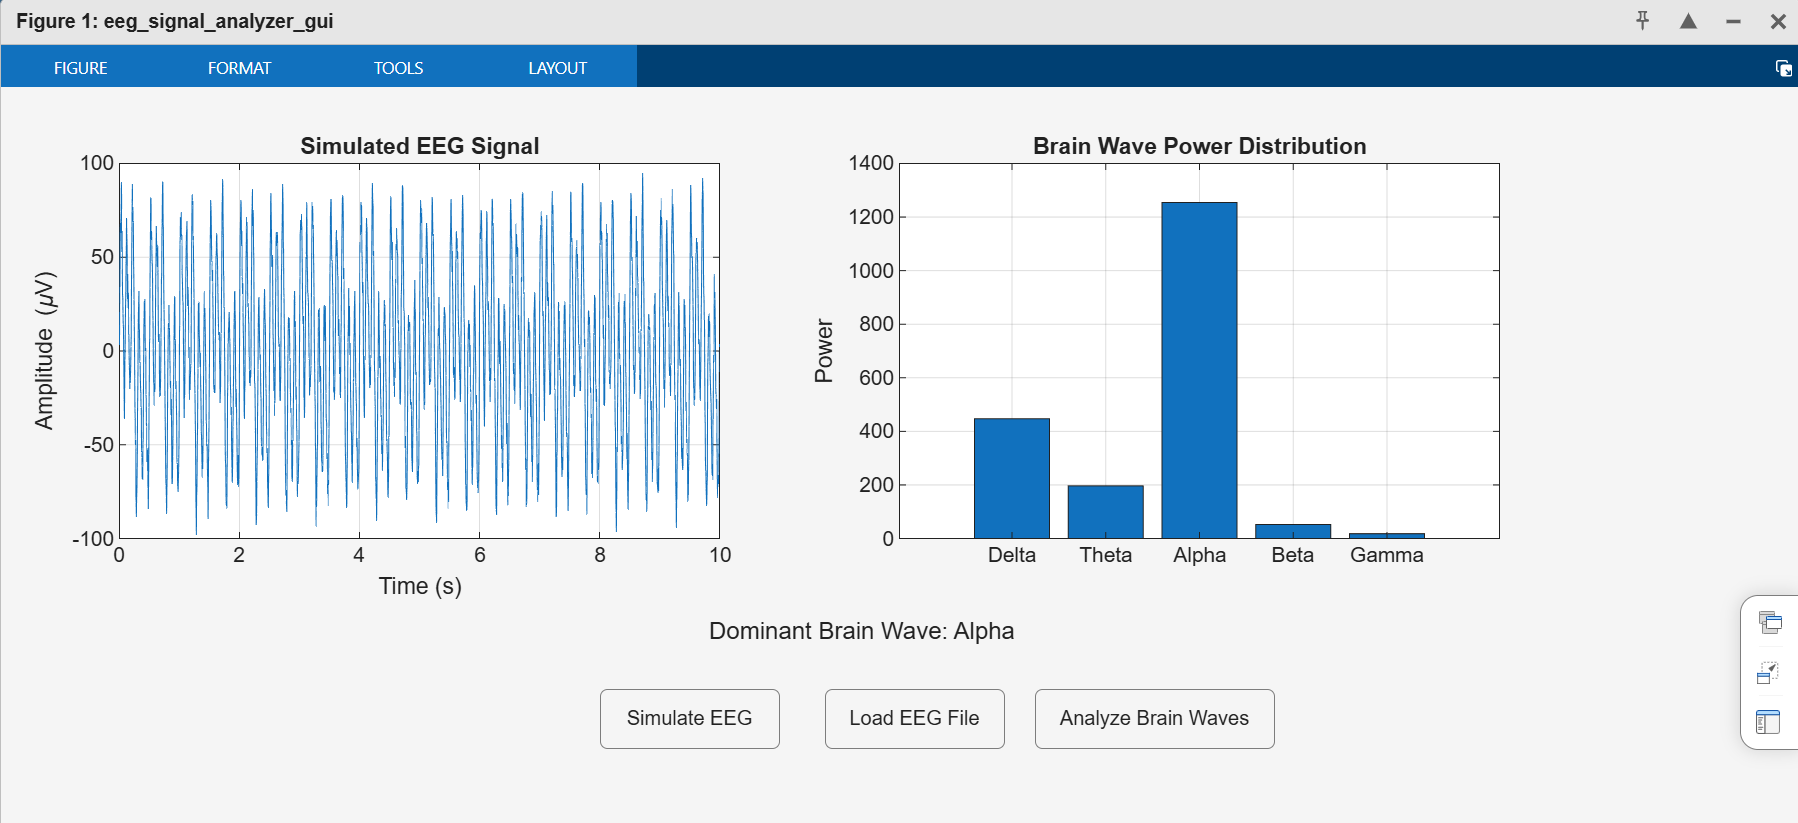 Figure 1: eeg_signal_analyzer_gui
FIGURE FORMAT TOOLS LAYOUT
Simulated EEG Signal
100
50
0
-50
-100
Amplitude (μV)
0 2 4 6 8 10
Time (s)
Brain Wave Power Distribution
1400
1200
1000
800
600
400
200
0
Power
Delta Theta Alpha Beta Gamma
Dominant Brain Wave: Alpha
Simulate EEG
Load EEG File
Analyze Brain Waves